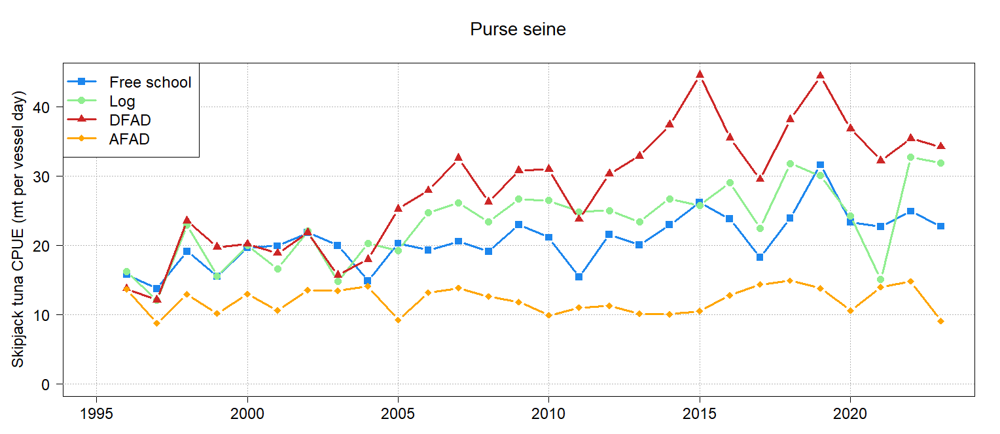 Purse seine
Skipjack tuna CPUE (mt per vessel day)
Free school
Log
DFAD
AFAD
40
30
20
10
0
1995 2000 2005 2010 2015 2020